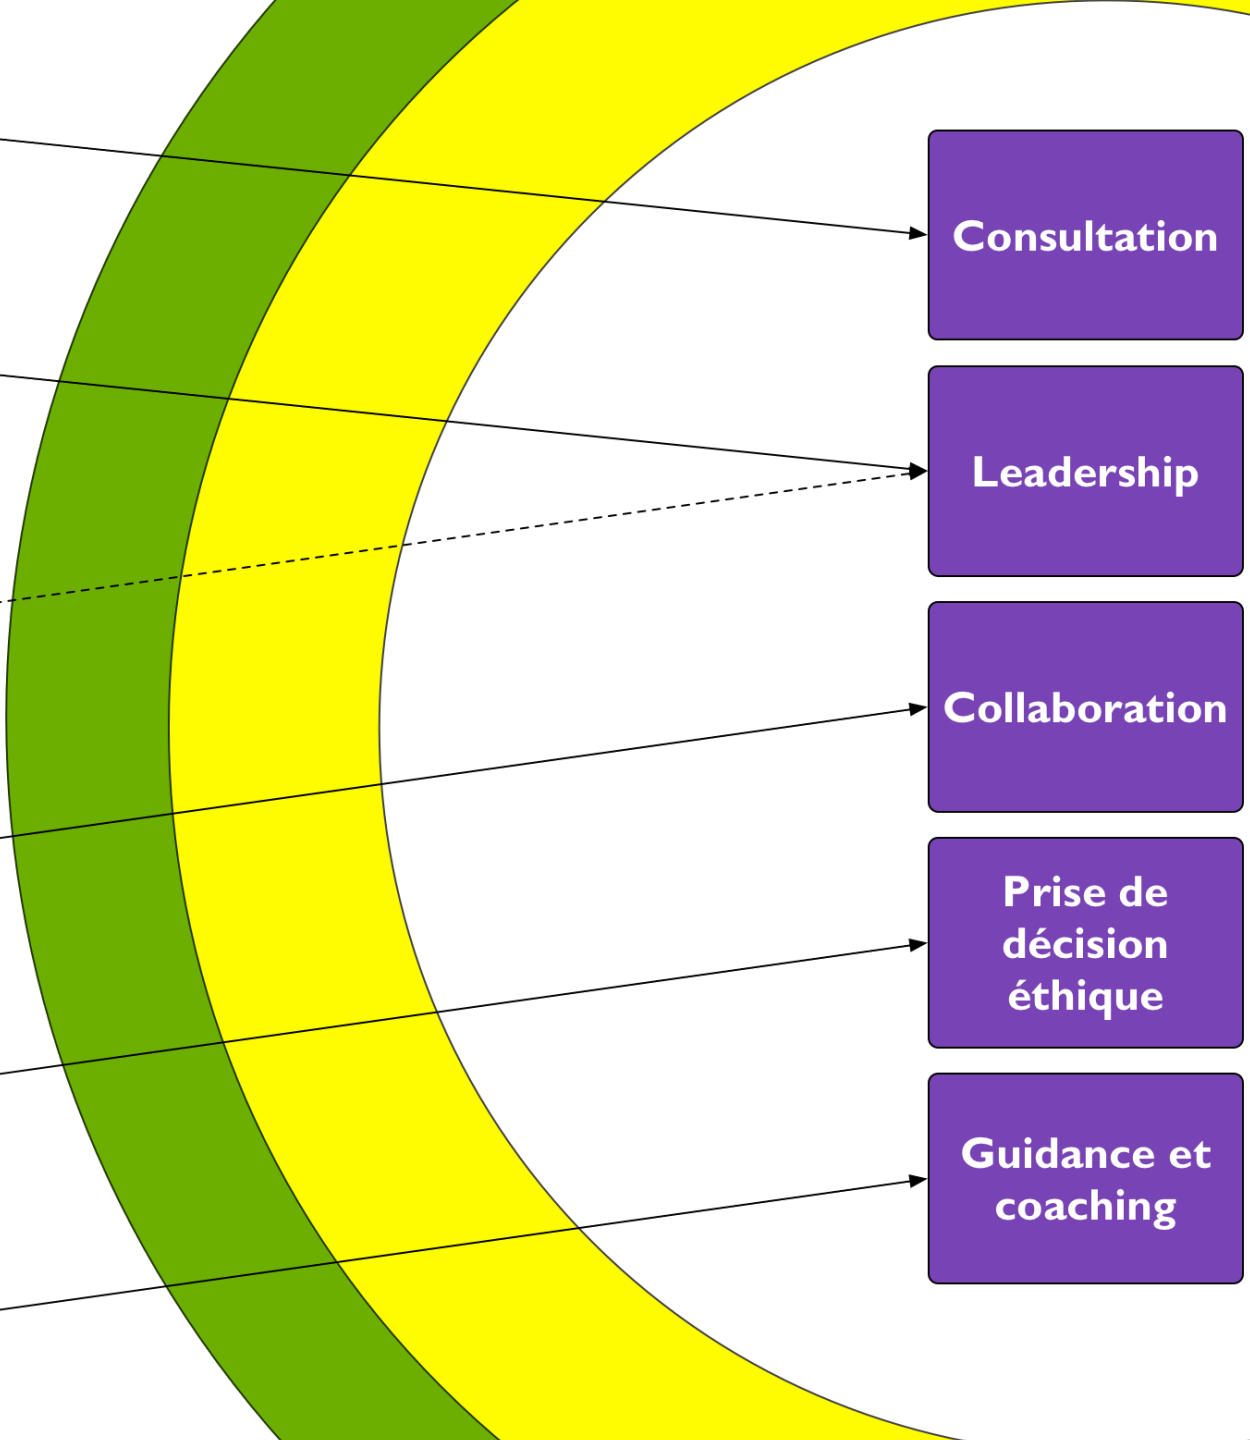 Consultation
Leadership
Collaboration
Prise de
décision
éthique
Guidance et
coaching